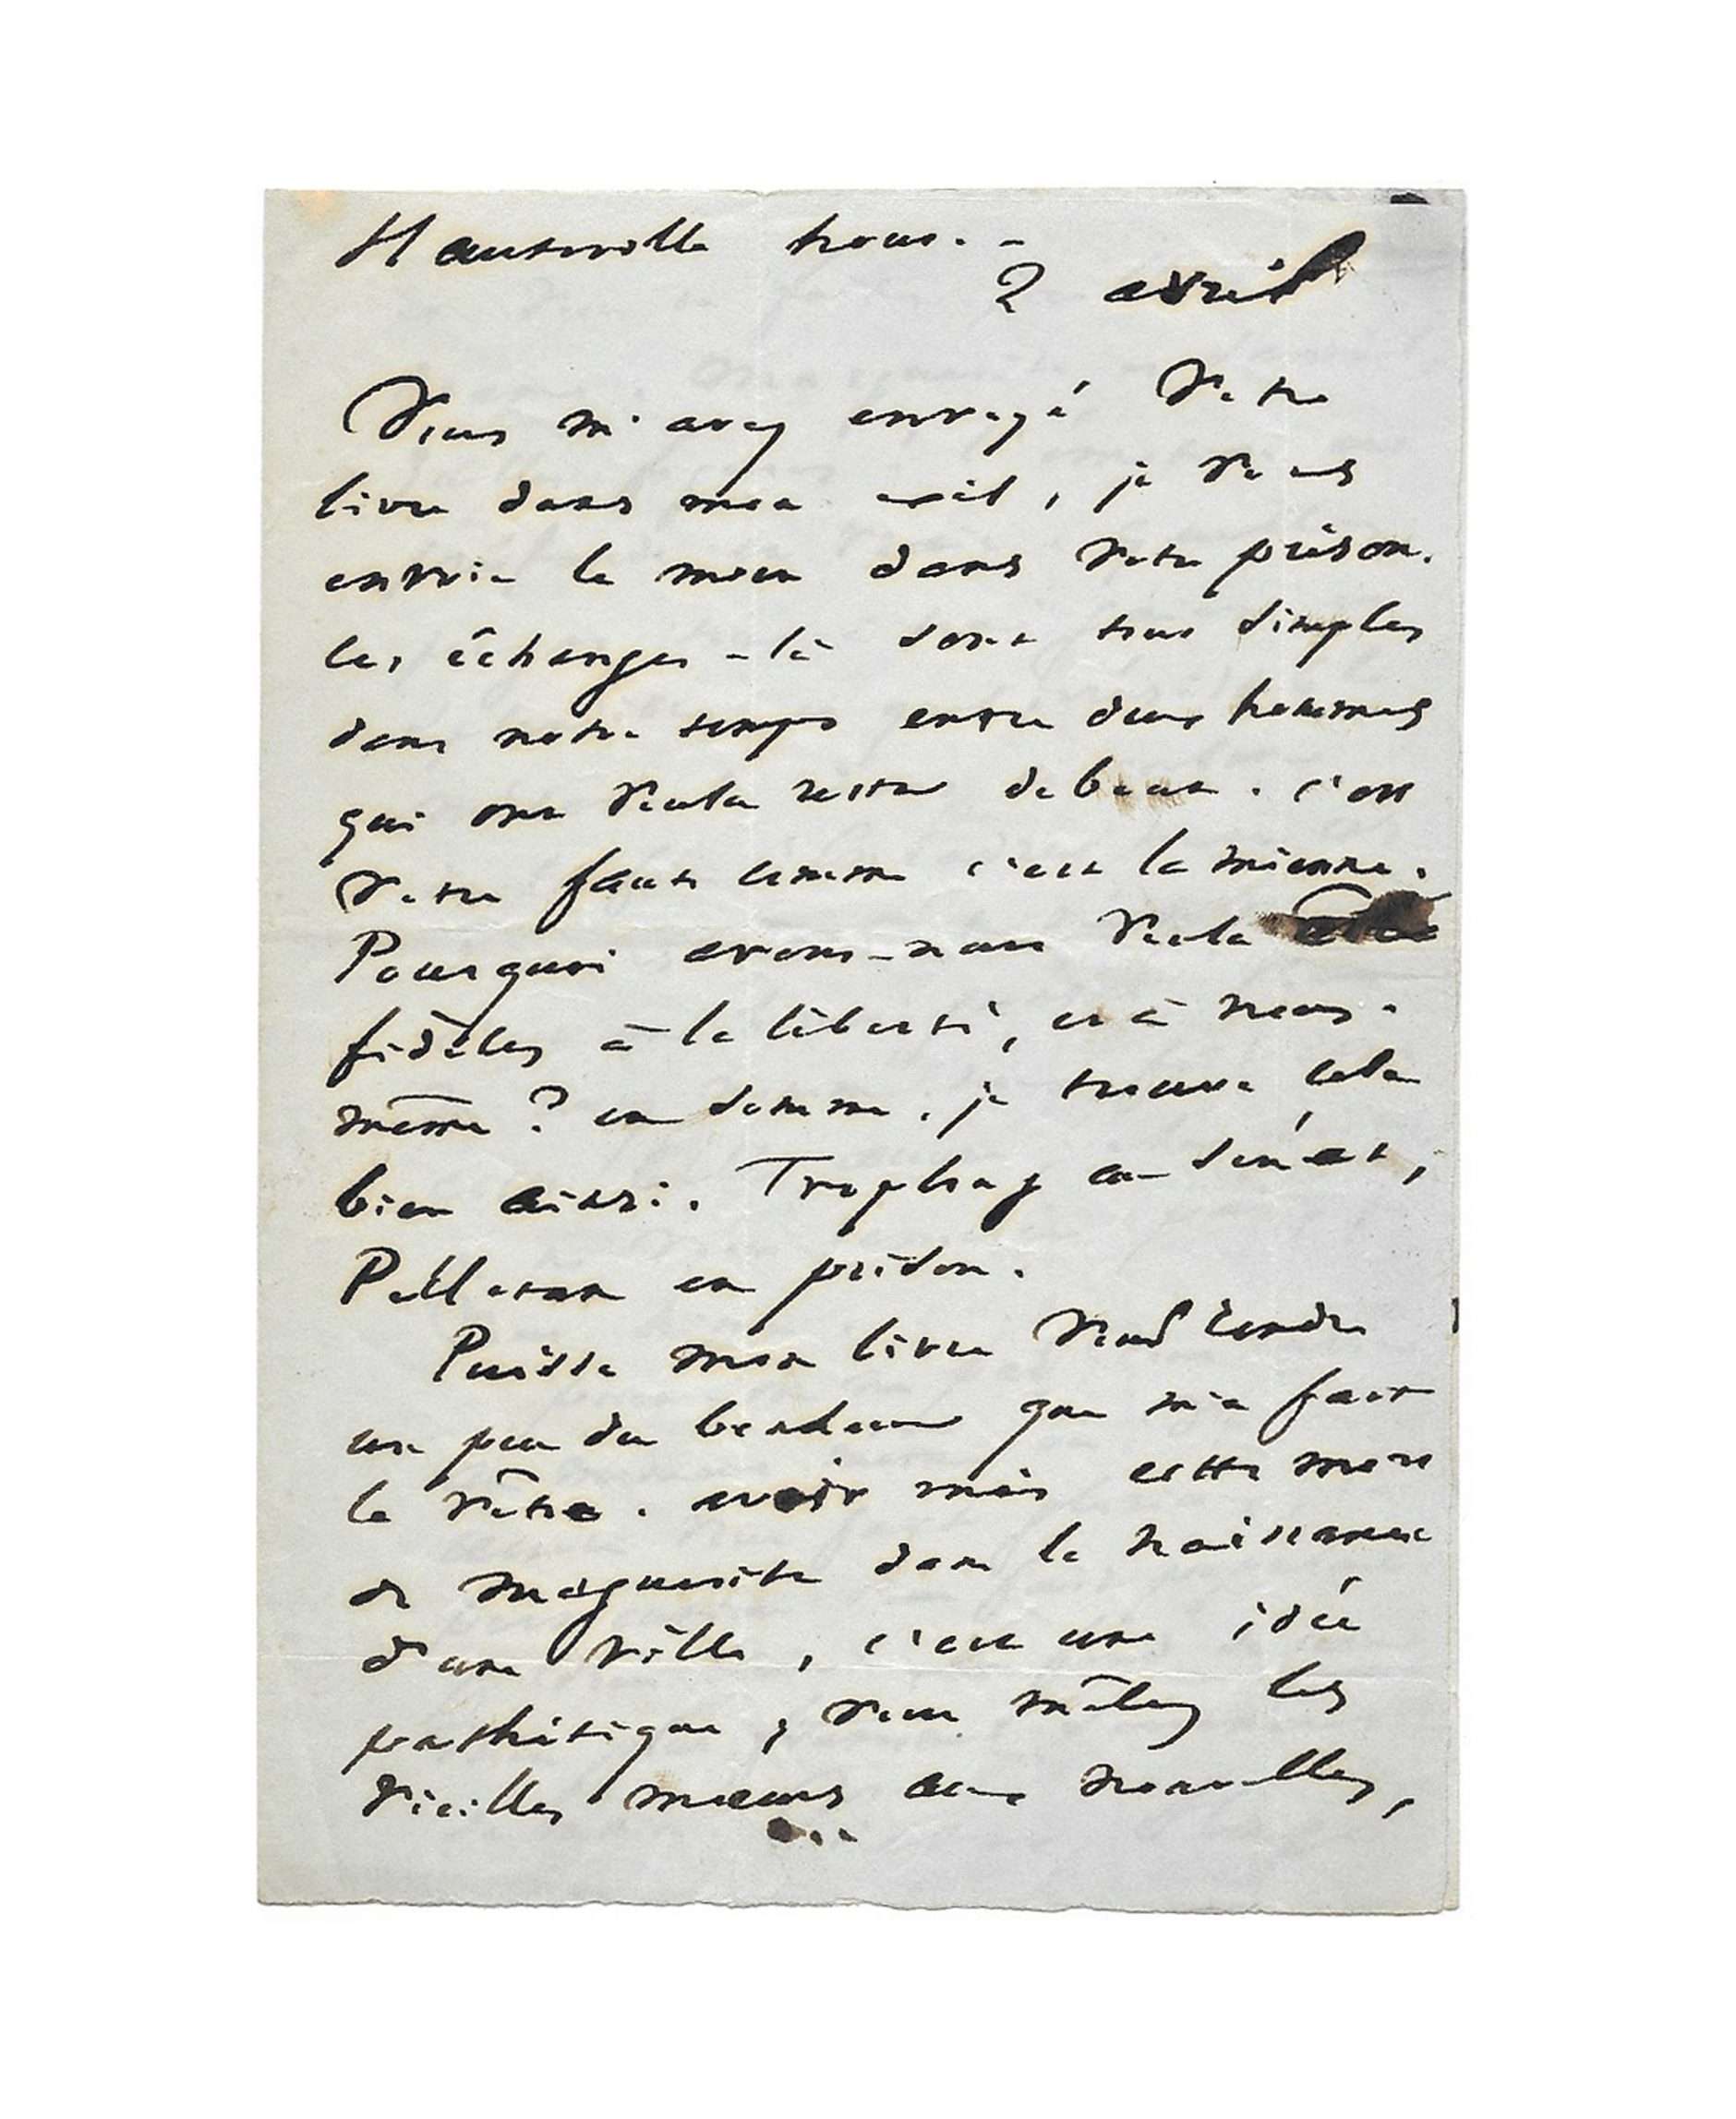 Hauteville house. -
2 avril
Vous m'avez envoyé votre
livre dans mon exil, je vous
envoie le mien dans votre prison.
ces échanges-là sont tout simples
dans notre temps entre deux hommes
qui ont voulu rester debout. c'est
votre faute comme c'est la mienne.
Pourquoi avons-nous voulu être
fidèles à la liberté, et à nous-
même ? en somme, je trouve cela
bien ainsi. Troplong au sénat,
Pelletan en prison.
Puisse mon livre vous rendre
un peu du bonheur que m'a fait
le vôtre. avoir mis cette mort
de marguerite dans la naissance
d'une ville, c'est une idée
pathétique ; vous mêlez les
vieilles mœurs aux nouvelles,